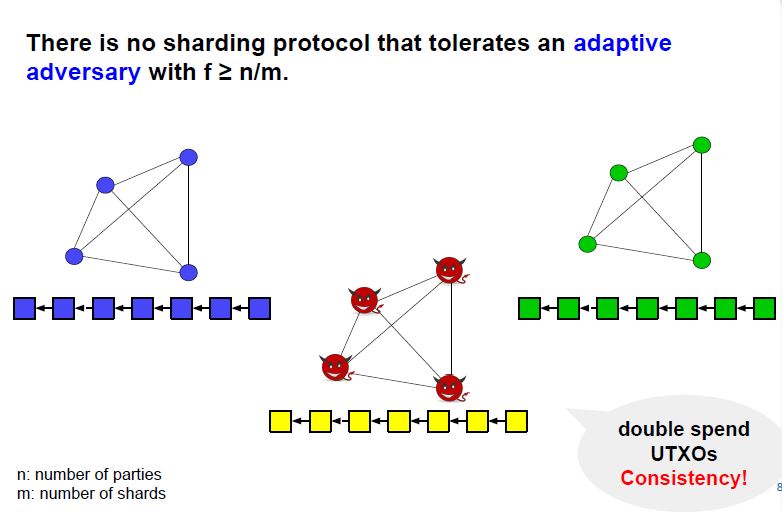 There is no sharding protocol that tolerates an adaptive
adversary with f ≥ n/m.
double spend
UTXOs
Consistency!
n: number of parties
m: number of shards
8